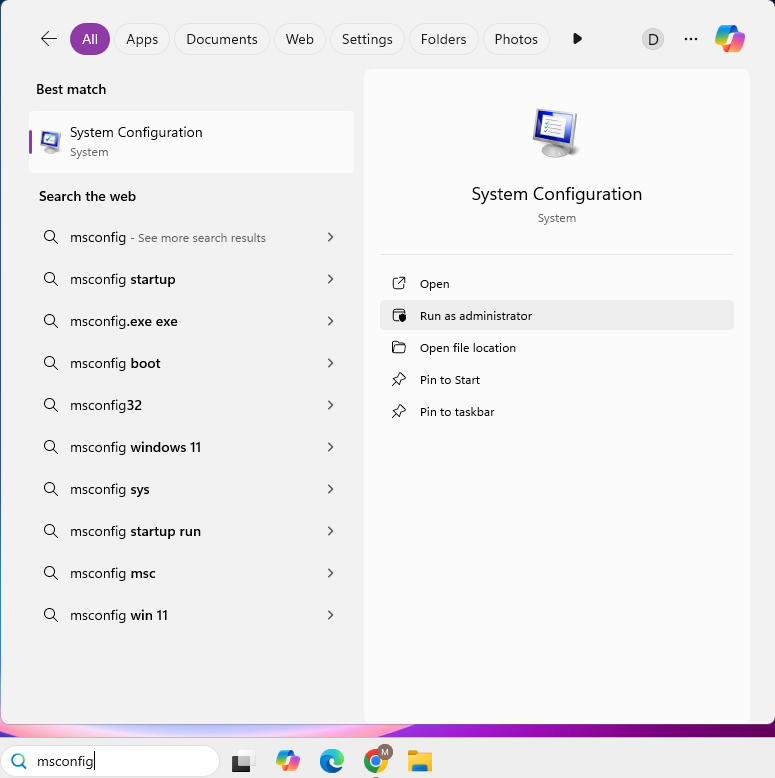 All
Apps
Documents
Web
Settings
Folders
Photos
D
Best match
System Configuration
System
Search the web
msconfig - See more search results
msconfig startup
msconfig.exe exe
msconfig boot
msconfig32
msconfig windows 11
msconfig sys
msconfig startup run
msconfig msc
msconfig win 11
System Configuration
System
Open
Run as administrator
Open file location
Pin to Start
Pin to taskbar
msconfig
M